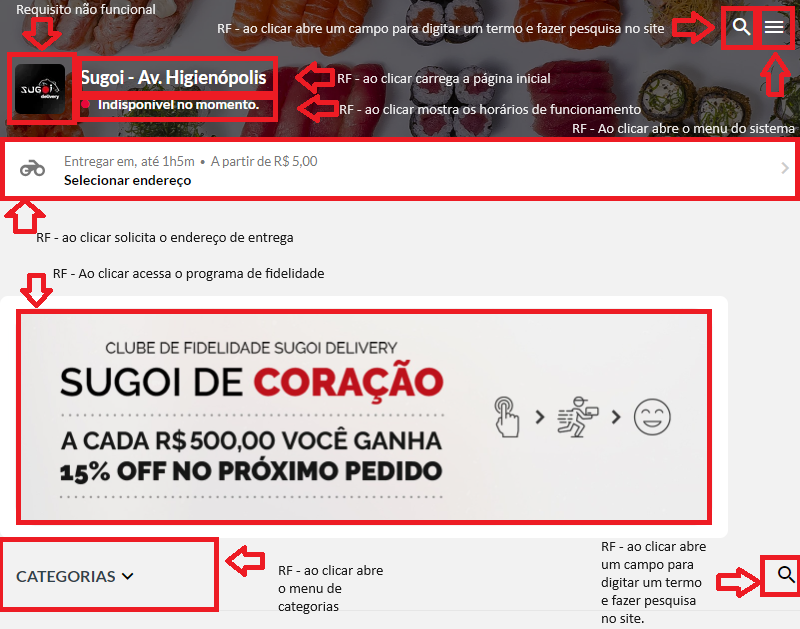 Requisito não funcional
RF - ao clicar abre um campo para digitar um termo e fazer pesquisa no site
SUGOI
delivery
Sugoi - Av. Higienópolis
RF - ao clicar carrega a página inicial
Indisponível no momento.
RF - ao clicar mostra os horários de funcionamento
RF - Ao clicar abre o menu do sistema
Entregar em, até 1h5m • A partir de R$ 5,00
Selecionar endereço
RF - ao clicar solicita o endereço de entrega
RF - Ao clicar acessa o programa de fidelidade
CLUBE DE FIDELIDADE SUGOI DELIVERY
SUGOI DE CORAÇÃO
A CADA R$500,00 VOCÊ GANHA
15% OFF NO PRÓXIMO PEDIDO
CATEGORIAS
RF - ao clicar abre
o menu de
categorias
RF - ao clicar abre
um campo para
digitar um termo
e fazer pesquisa
no site.